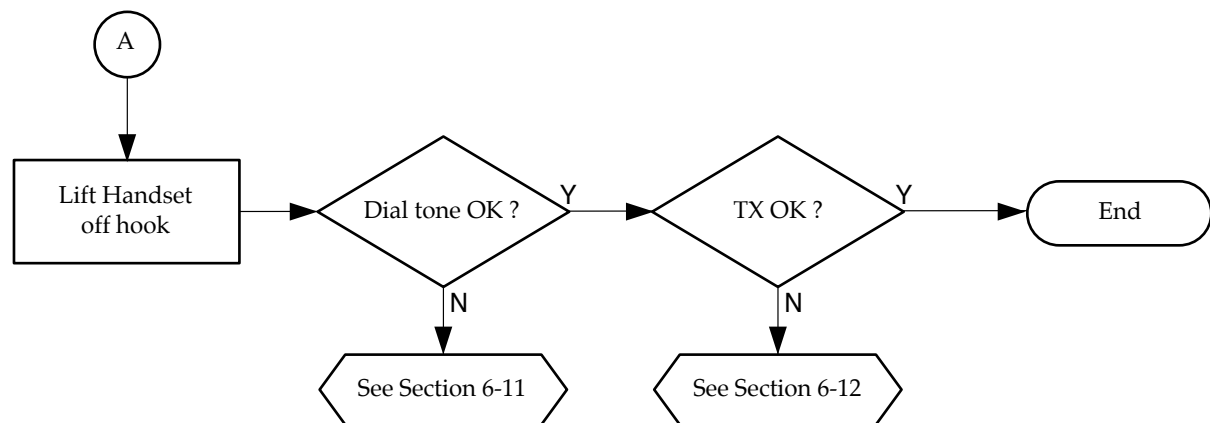 A
Lift Handset
off hook
Dial tone OK ?
Y
TX OK ?
Y
End
N
N
See Section 6-11
See Section 6-12